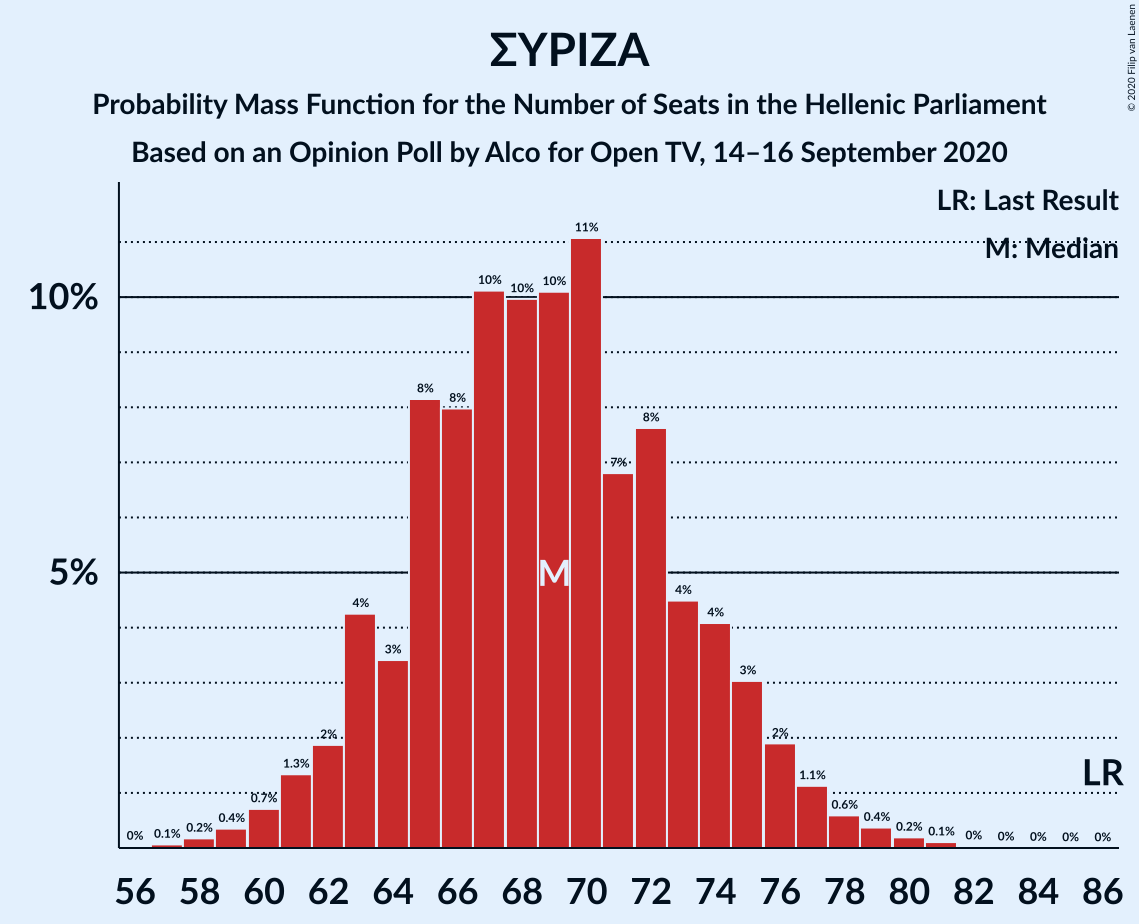 ΣΥΡΙΖΑ
Probability Mass Function for the Number of Seats in the Hellenic Parliament
Based on an Opinion Poll by Alco for Open TV, 14–16 September 2020
© 2020 Filip van Laenen
LR: Last Result
M: Median
10%
5%
0% 0.1% 0.2% 0.4% 0.7% 1.3% 2% 4% 3% 8% 8% 10% 10% 10% 11% 7% 8% 4% 4% 3% 2% 1.1% 0.6% 0.4% 0.2% 0.1% 0% 0% 0% 0% 0%
M
LR
56 58 60 62 64 66 68 70 72 74 76 78 80 82 84 86